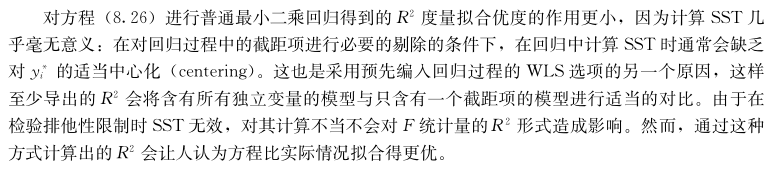 对方程（8.26）进行普通最小二乘回归得到的 R² 度量拟合优度的作用更小，因为计算 SST 几
乎毫无意义：在对回归过程中的截距项进行必要的剔除的条件下，在回归中计算 SST 时通常会缺乏
对 yᵢ* 的适当中心化（centering）。这也是采用预先编入回归过程的 WLS 选项的另一个原因，这样
至少导出的 R² 会将含有所有独立变量的模型与只含有一个截距项的模型进行适当的对比。由于在
检验排他性限制时 SST 无效，对其计算不当不会对 F 统计量的 R² 形式造成影响。然而，通过这种
方式计算出的 R² 会让人认为方程比实际情况拟合得更优。